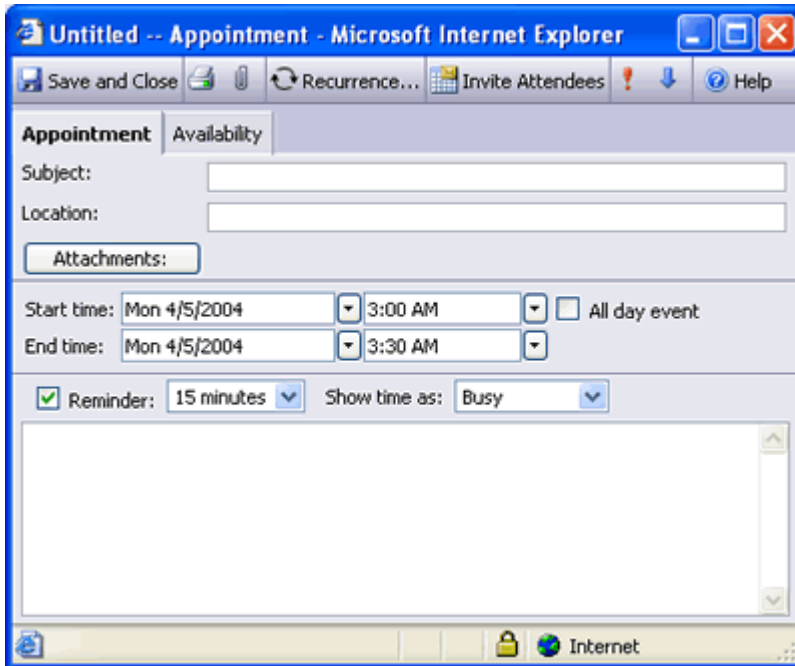 Untitled -- Appointment - Microsoft Internet Explorer
Save and Close Recurrence... Invite Attendees Help
Appointment Availability
Subject:
Location:
Attachments:
Start time: Mon 4/5/2004 3:00 AM All day event
End time: Mon 4/5/2004 3:30 AM
Reminder: 15 minutes Show time as: Busy
Internet